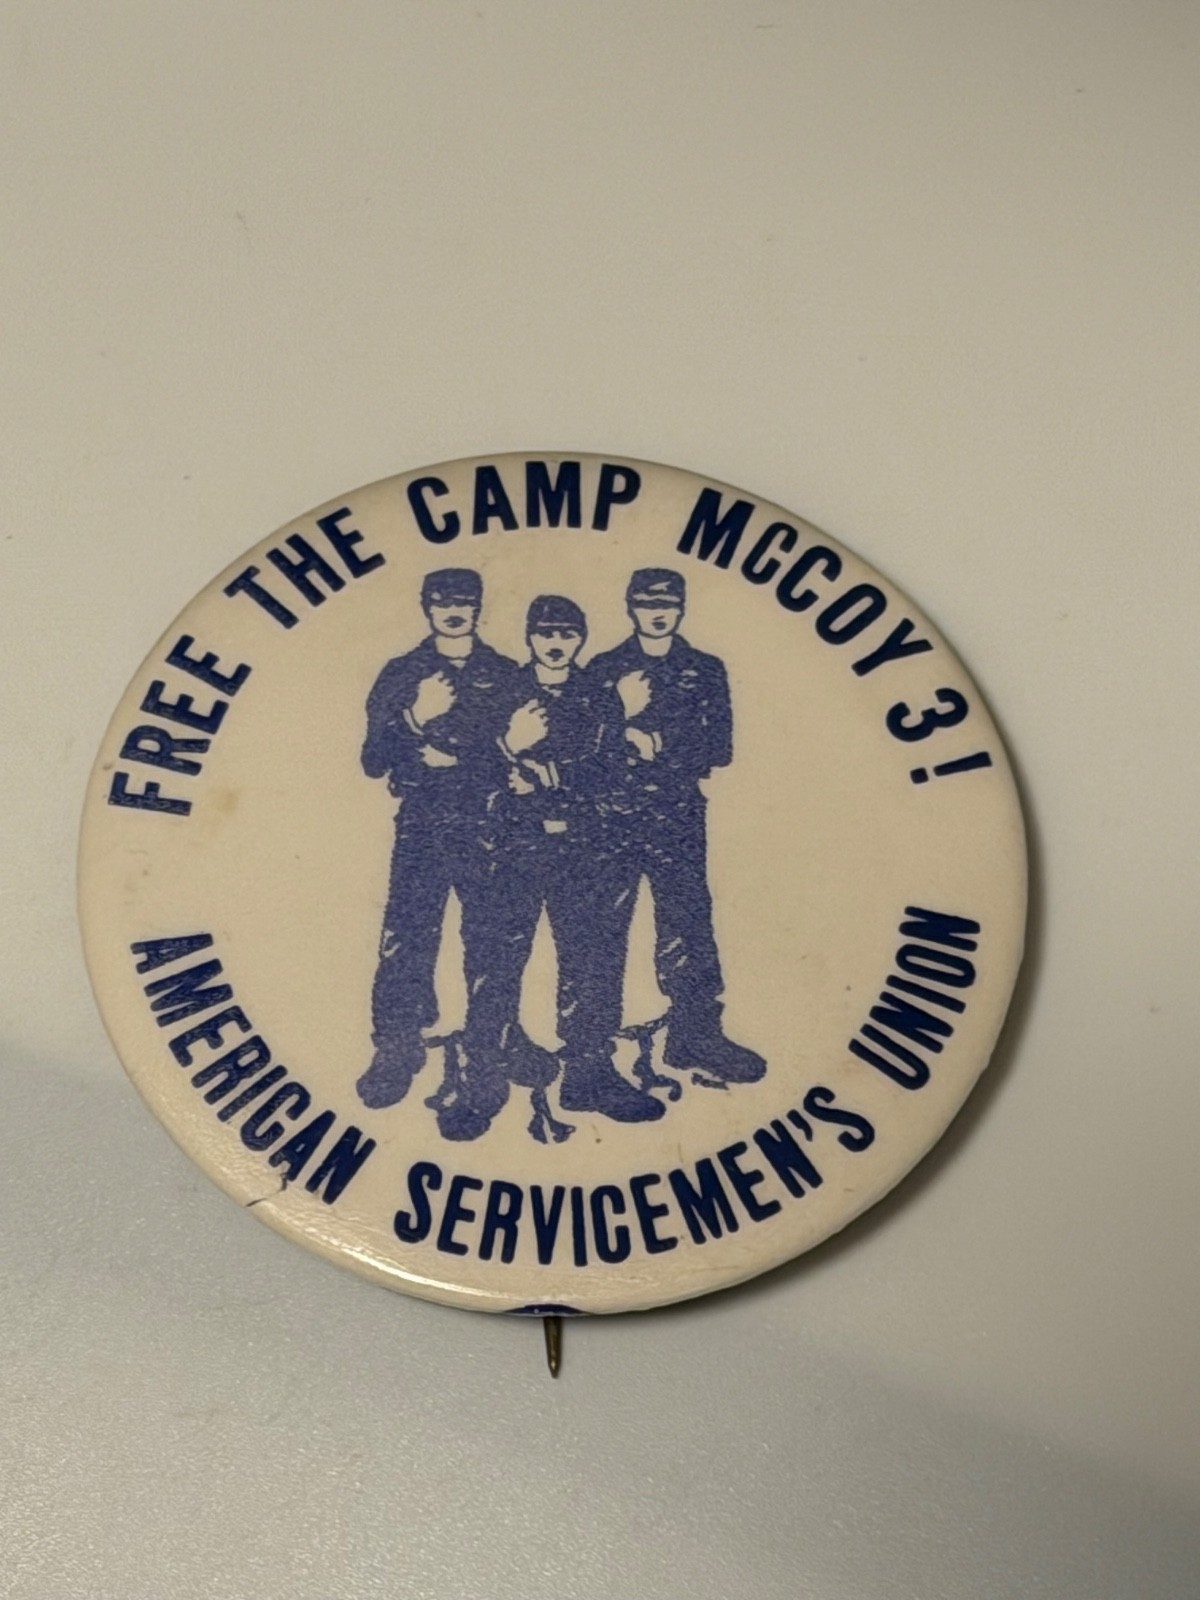 FREE THE CAMP MCCOY 3!
AMERICAN SERVICEMEN'S UNION